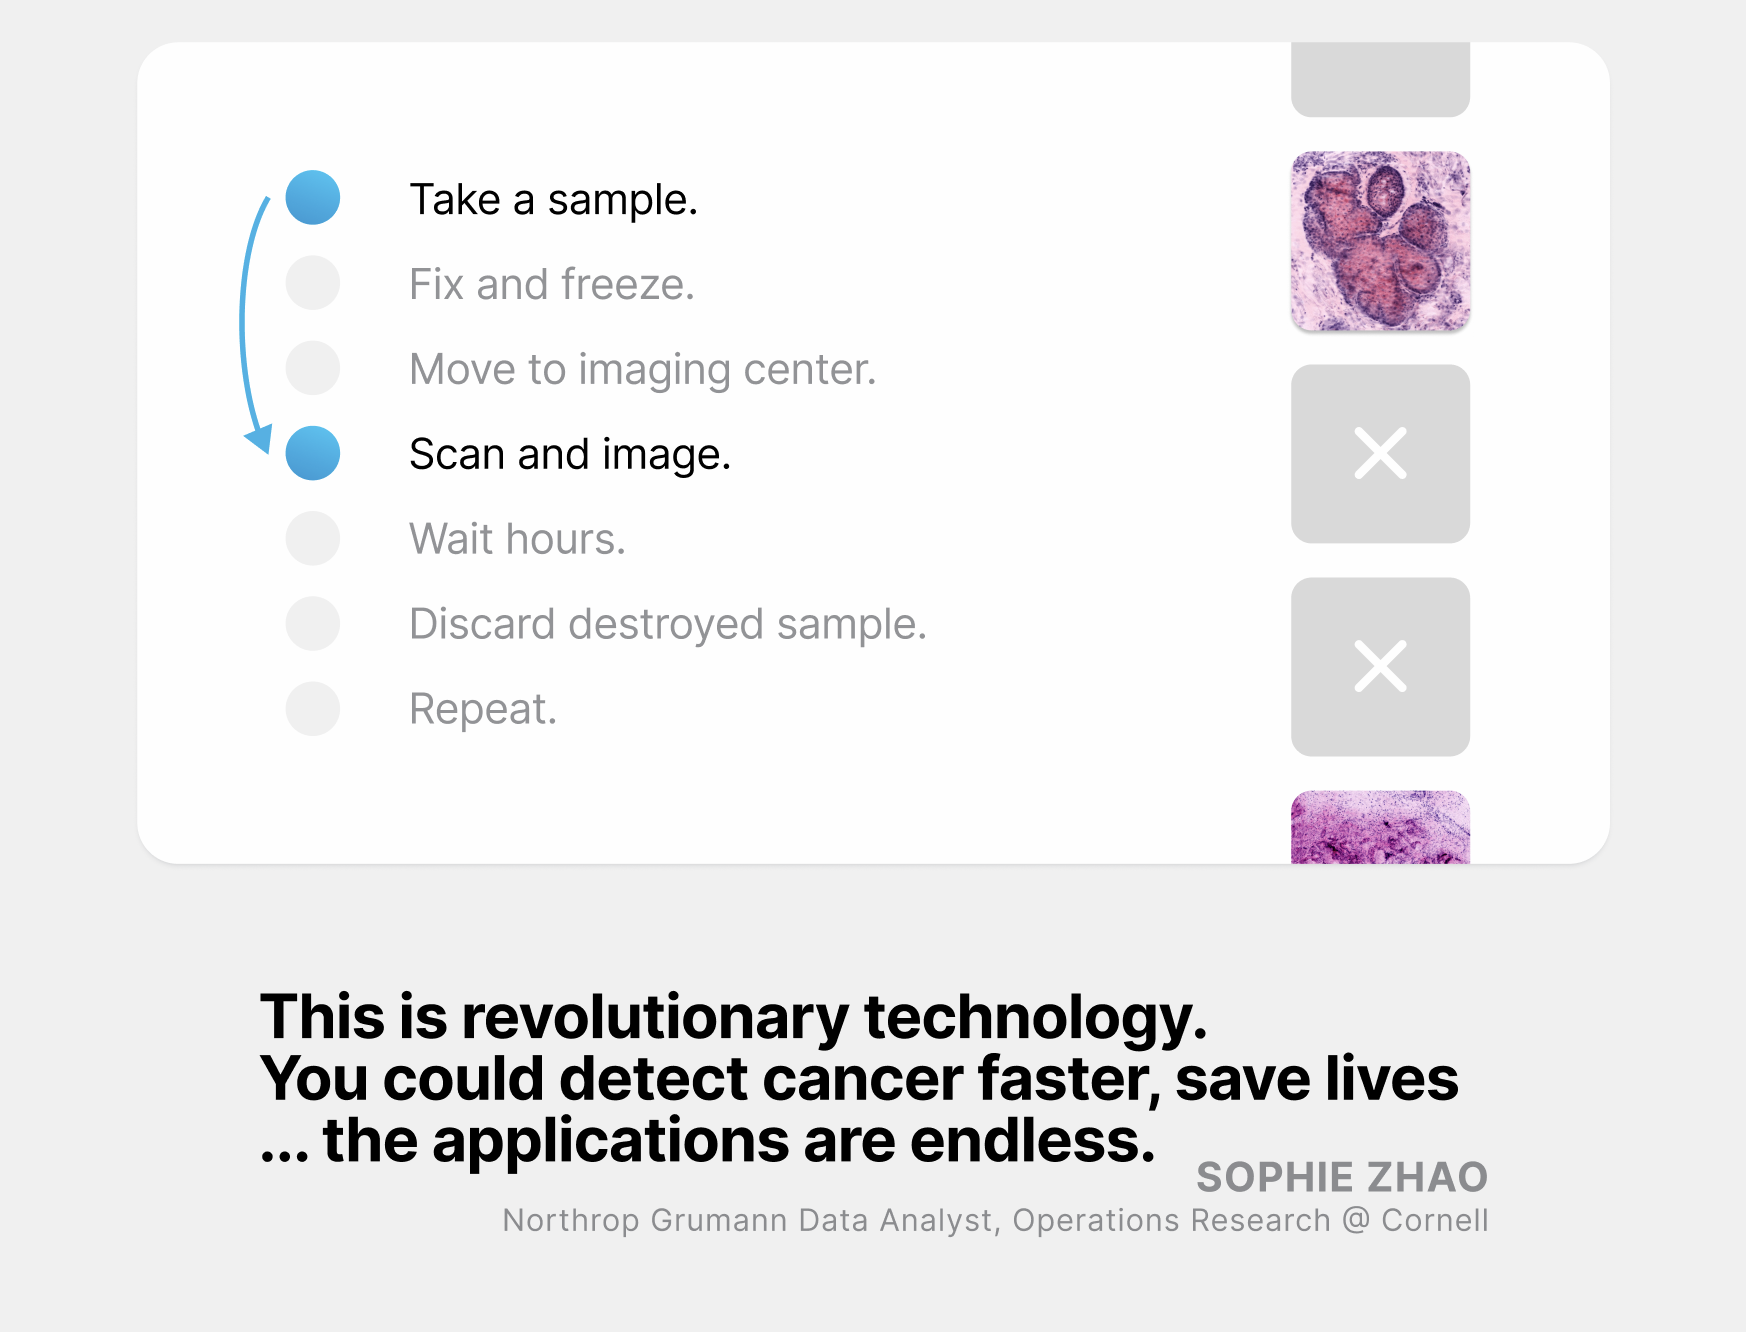 Take a sample.
Fix and freeze.
Move to imaging center.
Scan and image.
Wait hours.
Discard destroyed sample.
Repeat.
This is revolutionary technology.
You could detect cancer faster, save lives
... the applications are endless.
SOPHIE ZHAO
Northrop Grumann Data Analyst, Operations Research @ Cornell